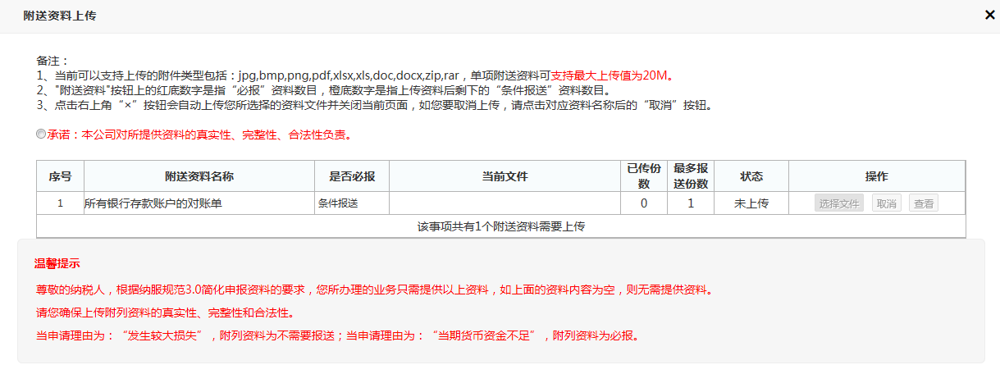 附送资料上传
×
备注：
1、当前可以支持上传的附件类型包括：jpg,bmp,png,pdf,xlsx,xls,doc,docx,zip,rar，单项附送资料可支持最大上传值为20M。
2、"附送资料"按钮上的红底数字是指“必报”资料数目，橙底数字是指上传资料后剩下的“条件报送”资料数目。
3、点击右上角“×”按钮会自动上传您所选择的资料文件并关闭当前页面，如您要取消上传，请点击对应资料名称后的“取消”按钮。
承诺：本公司对所提供资料的真实性、完整性、合法性负责。
序号 附送资料名称 是否必报 当前文件 已传份数 最多报送份数 状态 操作
1 所有银行存款账户的对账单 条件报送 0 1 未上传 选择文件 取消 查看
该事项共有1个附送资料需要上传
温馨提示
尊敬的纳税人，根据纳服规范3.0简化申报资料的要求，您所办理的业务只需提供以上资料，如上面的资料内容为空，则无需提供资料。
请您确保上传附列资料的真实性、完整性和合法性。
当申请理由为：“发生较大损失”，附列资料为不需要报送；当申请理由为：“当期货币资金不足”，附列资料为必报。